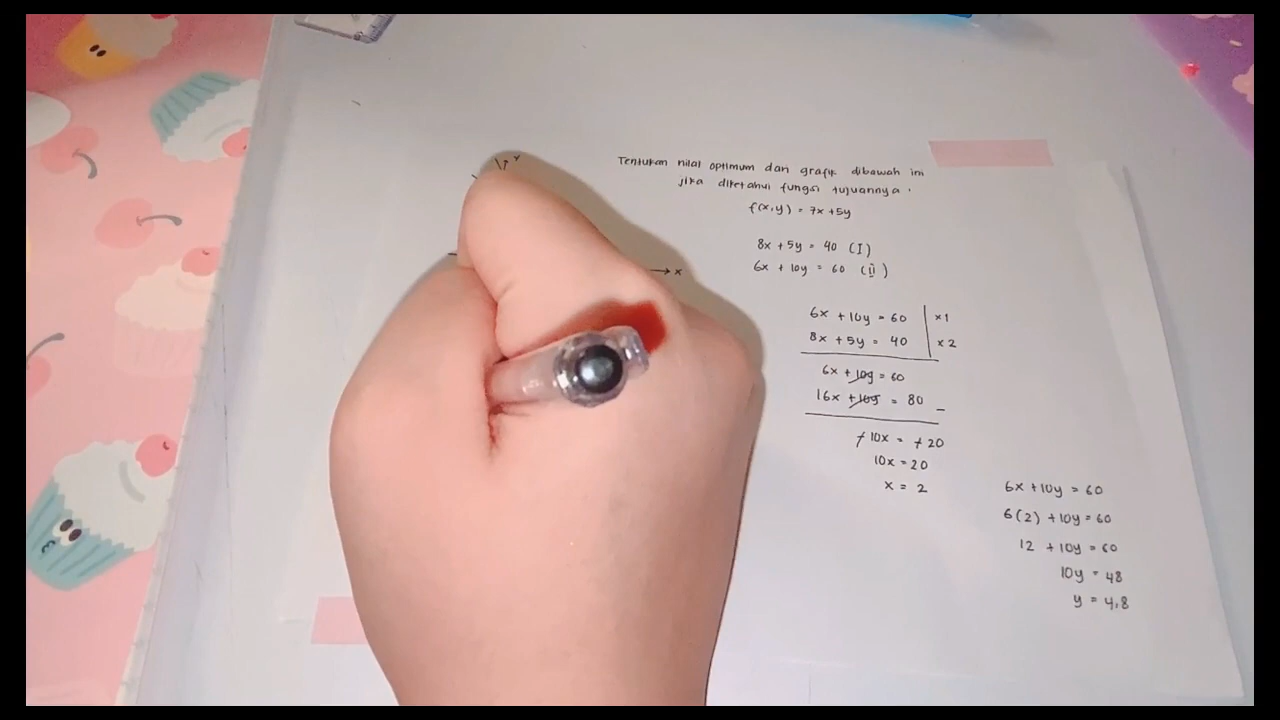 Y
X
Tentukan nilai optimum dari grafik dibawah ini
jika diketahui fungsi tujuannya .
f(x,y) = 7x + 5y
8x + 5y = 40 (I)
6x + 10y = 60 (II)
6x + 10y = 60 | x1
8x + 5y = 40 | x2
6x + 10y = 60
16x + 10y = 80 -
-10x = -20
10x = 20
x = 2
6x + 10y = 60
6(2) + 10y = 60
12 + 10y = 60
10y = 48
y = 4,8